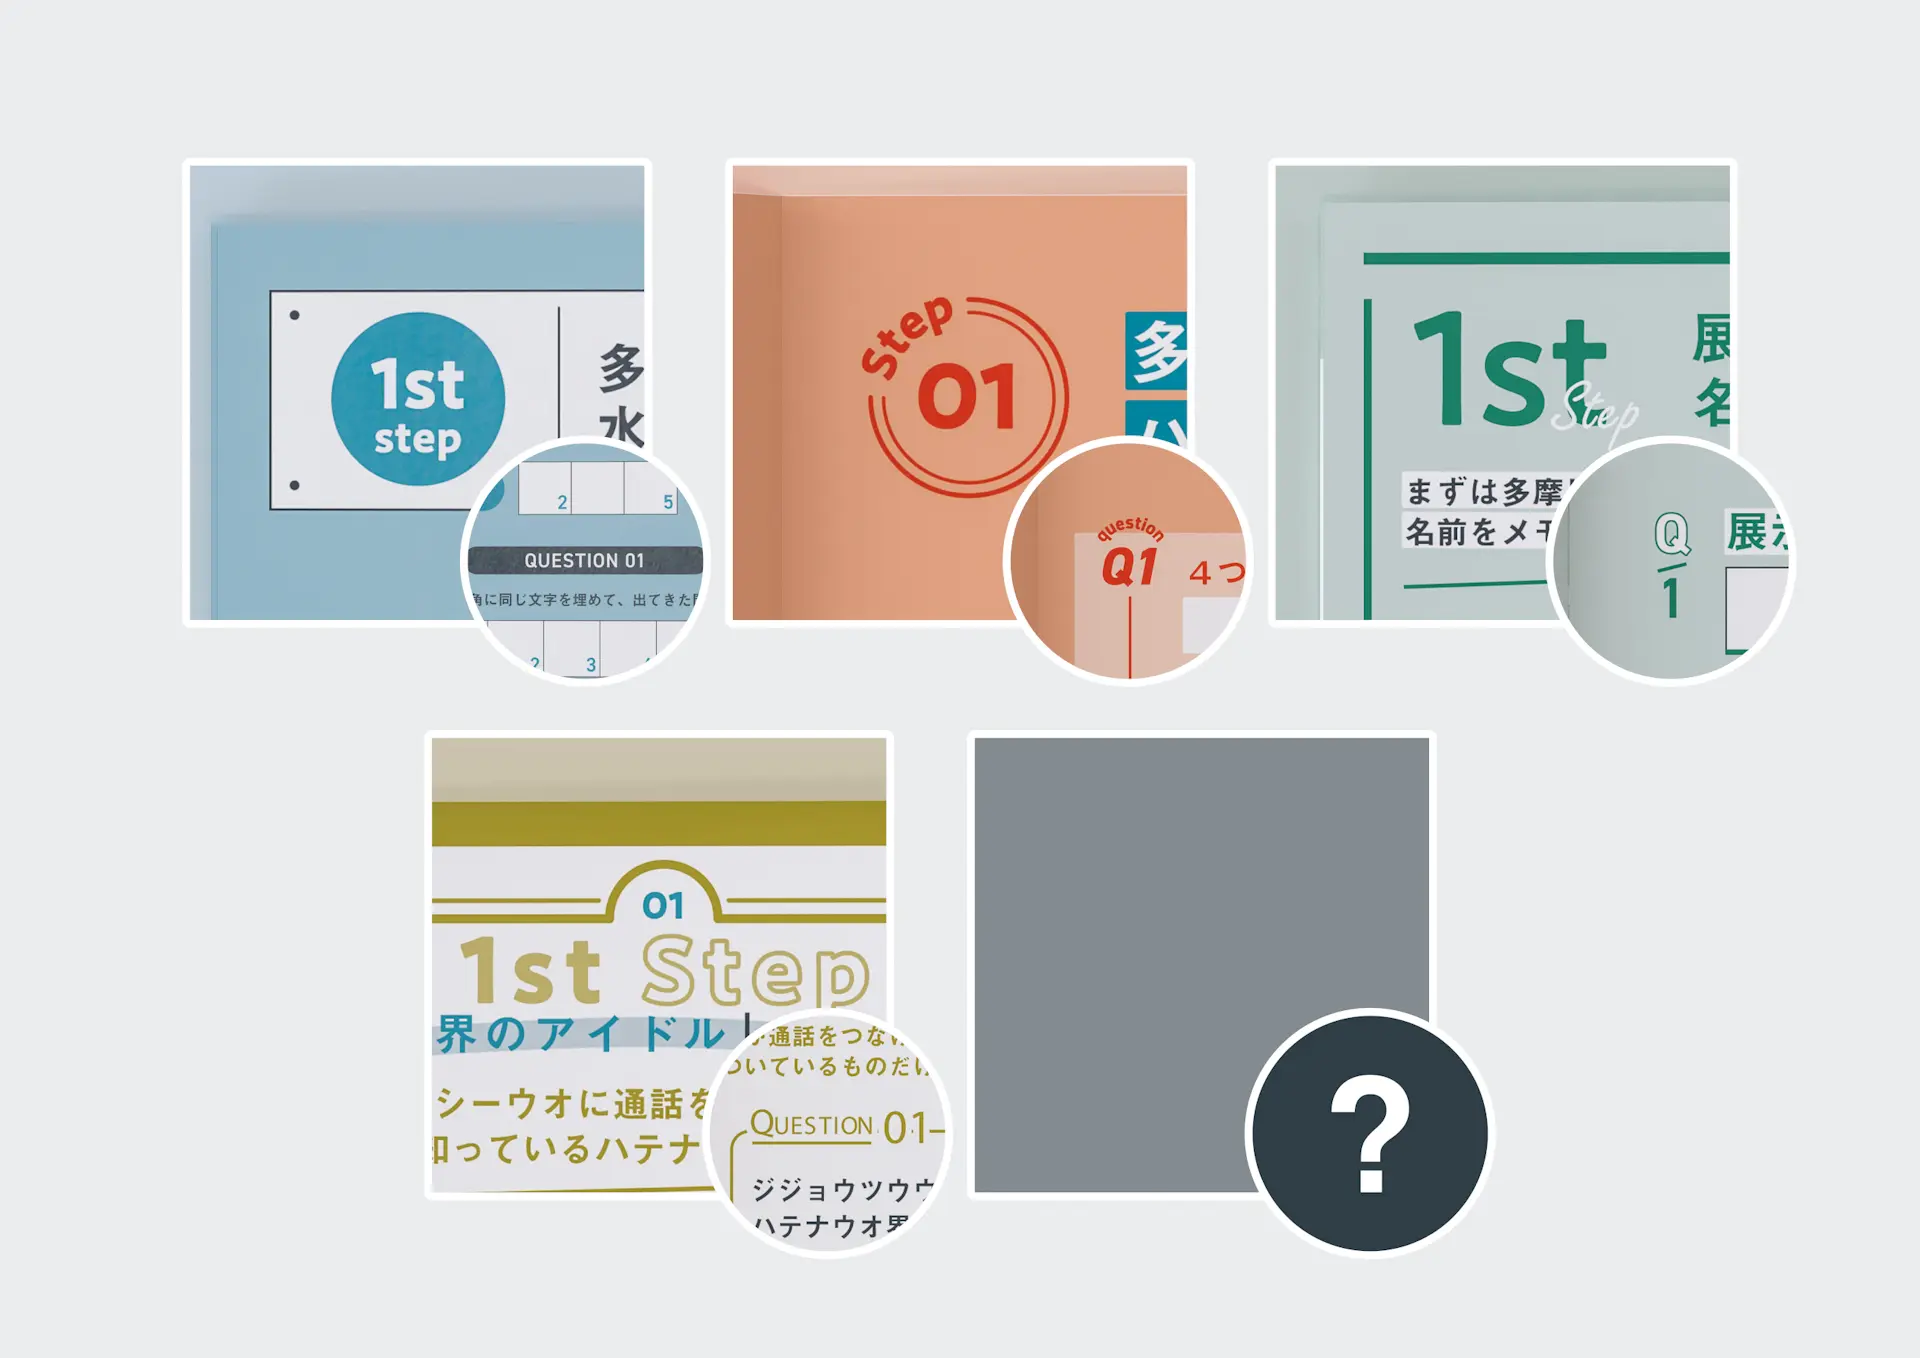 1st
step
多
水
2 5
QUESTION 01
角に同じ文字を埋めて、出てきた
2 3
Step
01
多
ハ
question
Q1
4つ
1st
Step
展
名
まずは多摩
名前をメモ
Q
1
展示
01
1st Step
界のアイドル
シーウオに通話を
知っているハテナ
通話をつな
ついているものだけ
QUESTION 01
ジジョウツウウ
ハテナウオ界
?